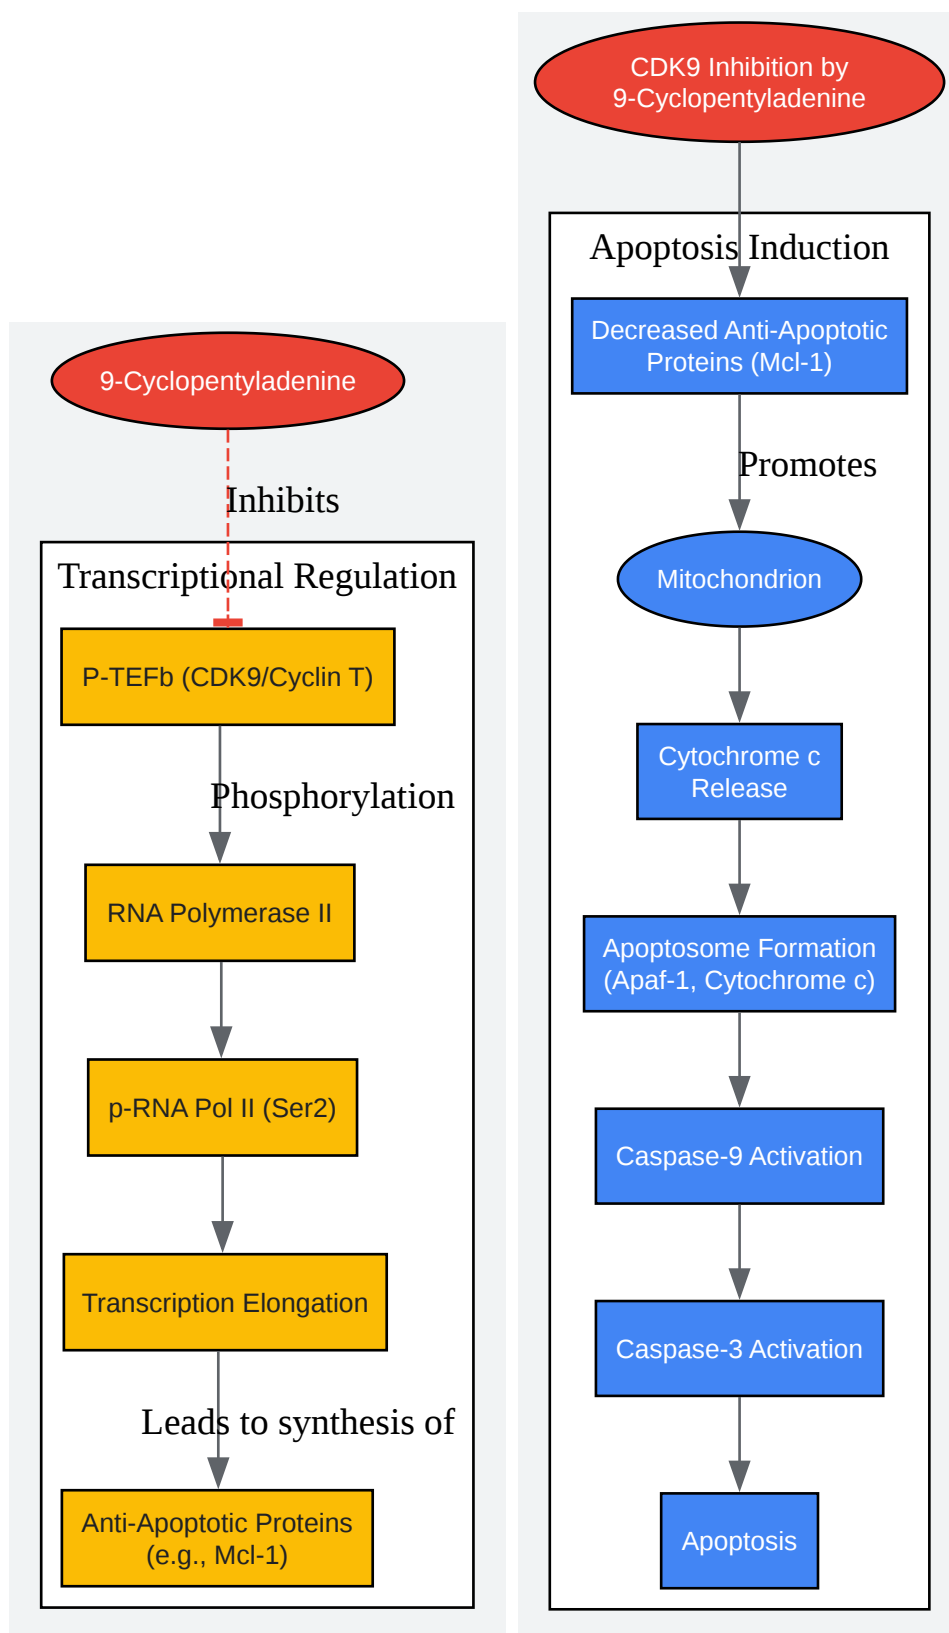 9-Cyclopentyladenine
Inhibits
Transcriptional Regulation
P-TEFb (CDK9/Cyclin T)
Phosphorylation
RNA Polymerase II
p-RNA Pol II (Ser2)
Transcription Elongation
Leads to synthesis of
Anti-Apoptotic Proteins
(e.g., Mcl-1)
CDK9 Inhibition by
9-Cyclopentyladenine
Apoptosis Induction
Decreased Anti-Apoptotic
Proteins (Mcl-1)
Promotes
Mitochondrion
Cytochrome c
Release
Apoptosome Formation
(Apaf-1, Cytochrome c)
Caspase-9 Activation
Caspase-3 Activation
Apoptosis